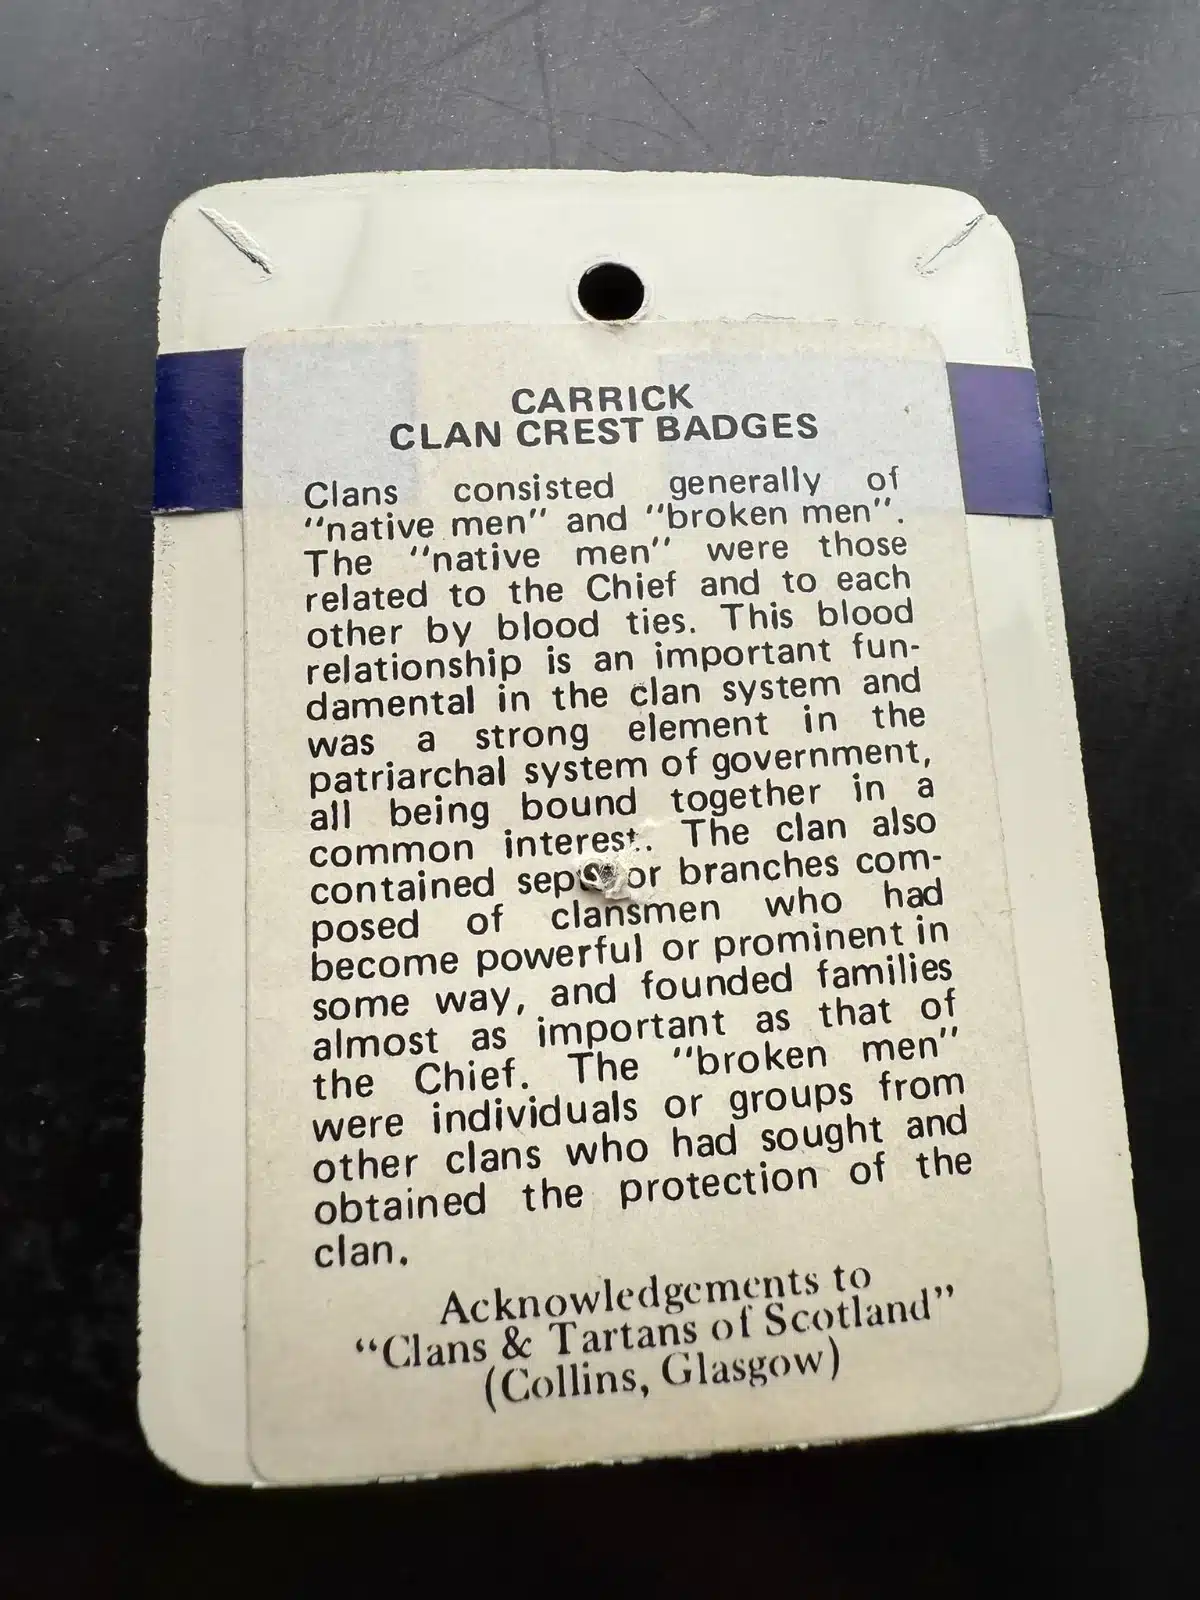 CARRICK
CLAN CREST BADGES
Clans consisted generally of
"native men" and "broken men".
The "native men" were those
related to the Chief and to each
other by blood ties. This blood
relationship is an important fun-
damental in the clan system and
was a strong element in the
patriarchal system of government,
all being bound together in a
common interest. The clan also
contained or branches com-
posed of clansmen who had
become powerful or prominent in
some way, and founded families
almost as important as that of
the Chief. The "broken men"
were individuals or groups from
other clans who had sought and
obtained the protection of the
clan.
Acknowledgements to
"Clans & Tartans of Scotland"
(Collins, Glasgow)